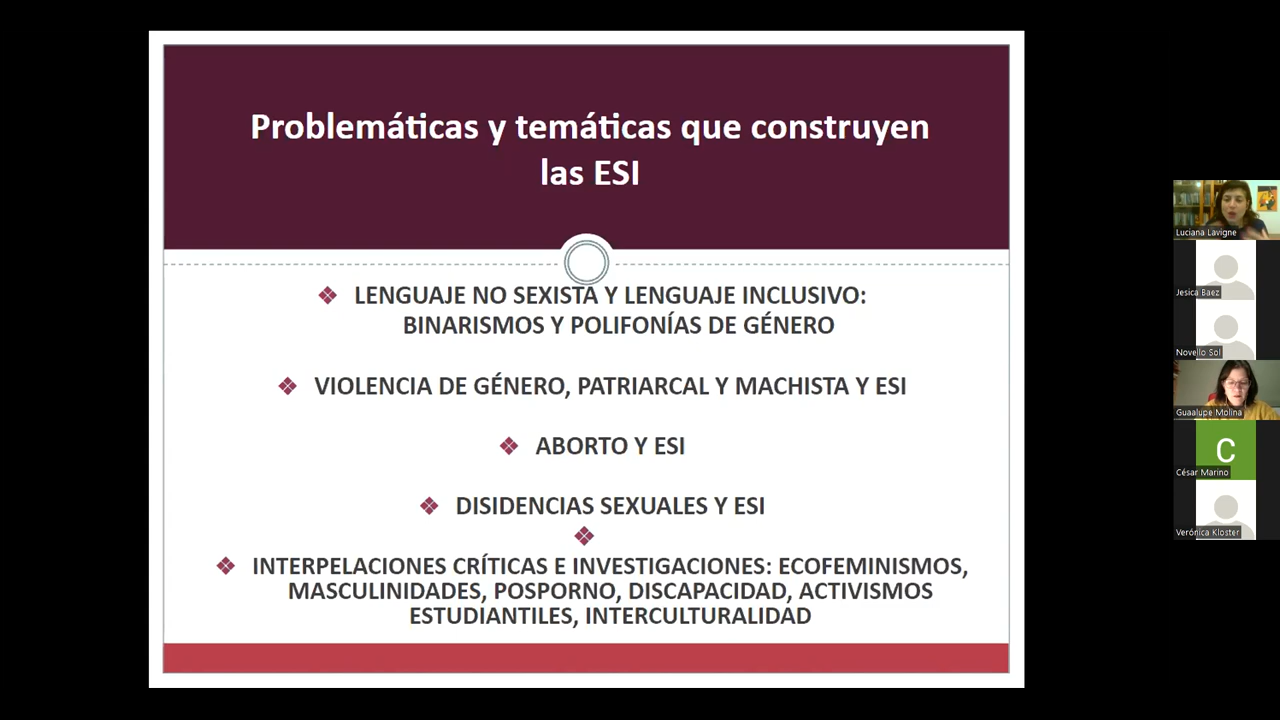 Problemáticas y temáticas que construyen
las ESI
❖ LENGUAJE NO SEXISTA Y LENGUAJE INCLUSIVO:
BINARISMOS Y POLIFONÍAS DE GÉNERO
❖ VIOLENCIA DE GÉNERO, PATRIARCAL Y MACHISTA Y ESI
❖ ABORTO Y ESI
❖ DISIDENCIAS SEXUALES Y ESI
❖
❖ INTERPELACIONES CRÍTICAS E INVESTIGACIONES: ECOFEMINISMOS,
MASCULINIDADES, POSPORNO, DISCAPACIDAD, ACTIVISMOS
ESTUDIANTILES, INTERCULTURALIDAD
Luciana Lavigne
Jesica Baez
Novello Sol
Guaalupe Molina
C
César Marino
Verónica Kloster